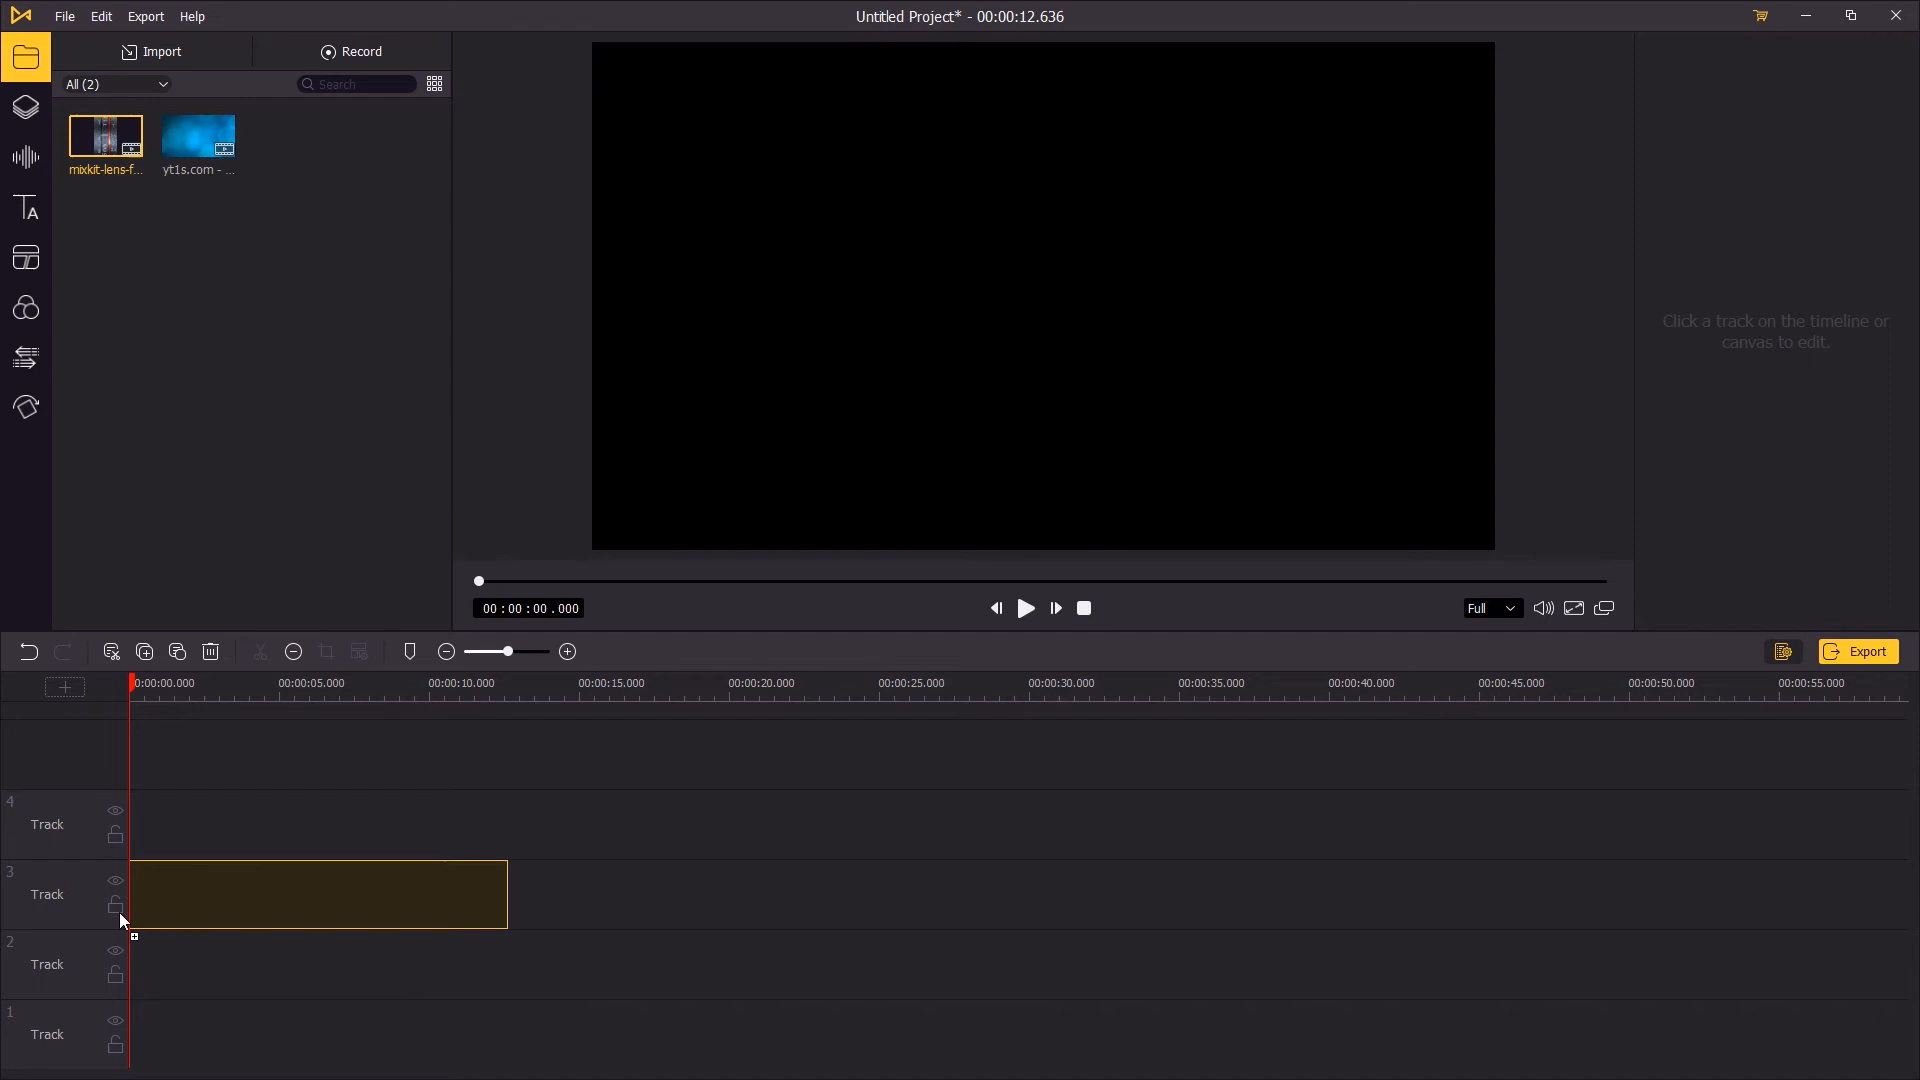 File Edit Export Help
Untitled Project* - 00:00:12.636
Import
Record
All (2)
Search
mixkit-lens-f...
yt1s.com - ...
Click a track on the timeline or
canvas to edit.
00:00:00.000
Full
Export
0:00:00.000
00:00:05.000
00:00:10.000
00:00:15.000
00:00:20.000
00:00:25.000
00:00:30.000
00:00:35.000
00:00:40.000
00:00:45.000
00:00:50.000
00:00:55.000
4
Track
3
Track
2
Track
1
Track